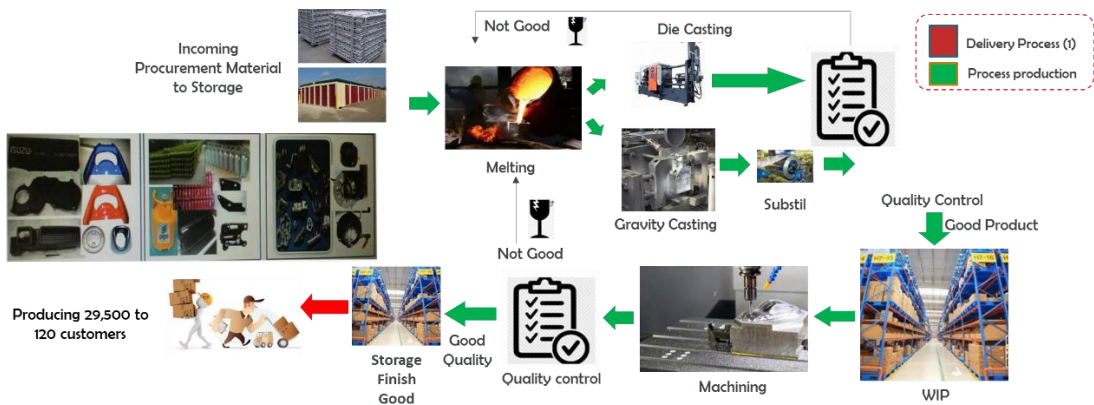 Incoming
Procurement Material
to Storage
Not Good
Die Casting
Delivery Process (1)
Process production
Melting
Gravity Casting
Substil
Quality Control
Good Product
ISUZU
Not Good
Producing 29,500 to
120 customers
Storage
Finish
Good
Good
Quality
Quality control
Machining
WIP